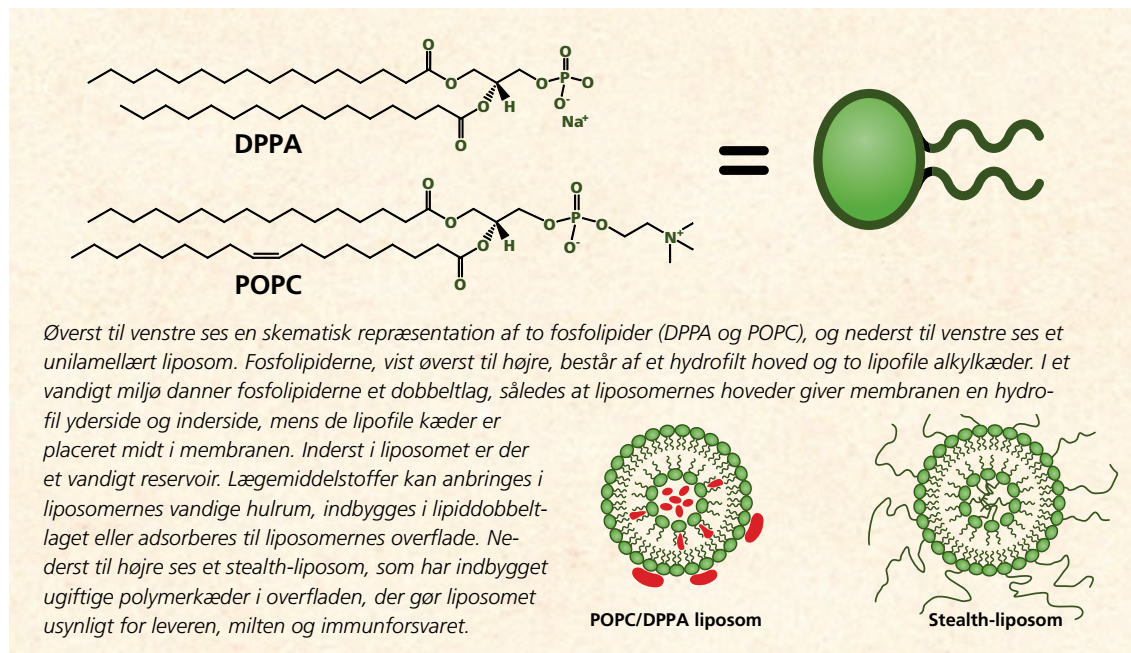 O
O
P
O
O
O
O
H
O-
Na+
O
DPPA
O
O
P
O
O
O
O
H
O-
N+
O
POPC
Øverst til venstre ses en skematisk repræsentation af to fosfolipider (DPPA og POPC), og nederst til venstre ses et
unilamellært liposom. Fosfolipiderne, vist øverst til højre, består af et hydrofilt hoved og to lipofile alkylkæder. I et
vandigt miljø danner fosfolipiderne et dobbeltlag, således at liposomernes hoveder giver membranen en hydro-
fil yderside og inderside, mens de lipofile kæder er
placeret midt i membranen. Inderst i liposomet er der
et vandigt reservoir. Lægemiddelstoffer kan anbringes i
liposomernes vandige hulrum, indbygges i lipiddobbelt-
laget eller adsorberes til liposomernes overflade. Ne-
derst til højre ses et stealth-liposom, som har indbygget
ugiftige polymerkæder i overfladen, der gør liposomet
usynligt for leveren, milten og immunforsvaret.
POPC/DPPA liposom
Stealth-liposom